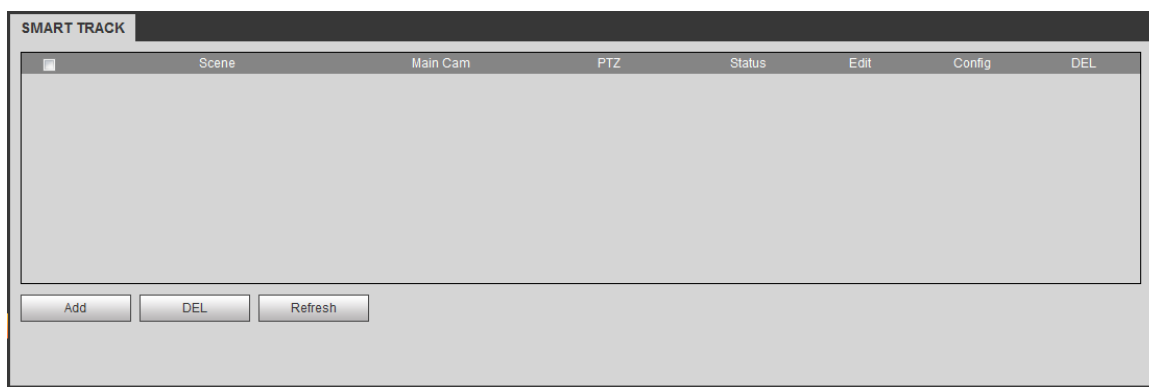 SMART TRACK
Scene Main Cam PTZ Status Edit Config DEL
Add DEL Refresh